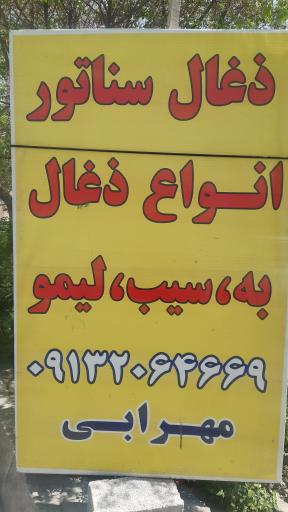 ذغال سناتور
انواع ذغال
به، سیب، لیمو
۰۹۱۳۲۰۶۴۶۶۹
مهرابی